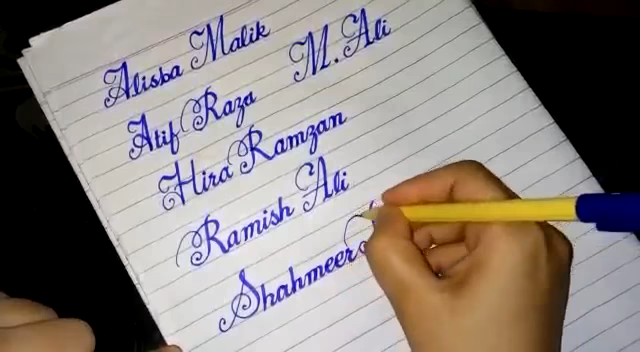 Alisba Malik
M. Ali
Atif Raza
Hira Ramzan
Ramish Ali
Shahmeer